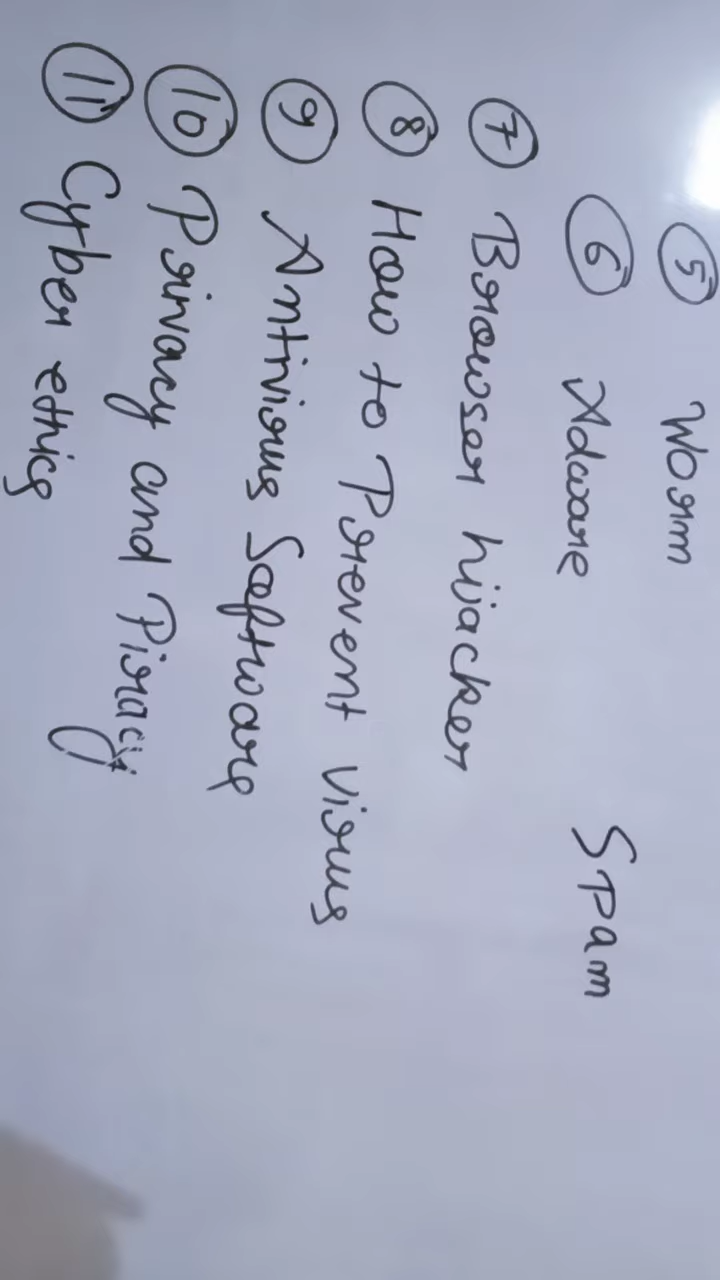 5 Worm
6 Adware Spam
7 Browser hijacker
8 How to Prevent Virus
9 Antivirus Software
10 Privacy and Piracy
11 Cyber ethics